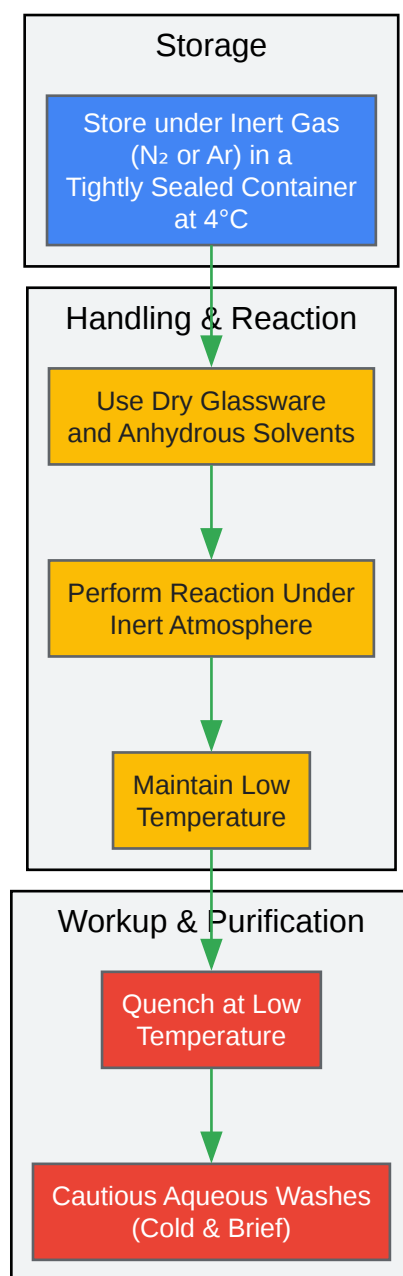 Storage
Store under Inert Gas
(N₂ or Ar) in a
Tightly Sealed Container
at 4°C
Handling & Reaction
Use Dry Glassware
and Anhydrous Solvents
Perform Reaction Under
Inert Atmosphere
Maintain Low
Temperature
Workup & Purification
Quench at Low
Temperature
Cautious Aqueous Washes
(Cold & Brief)